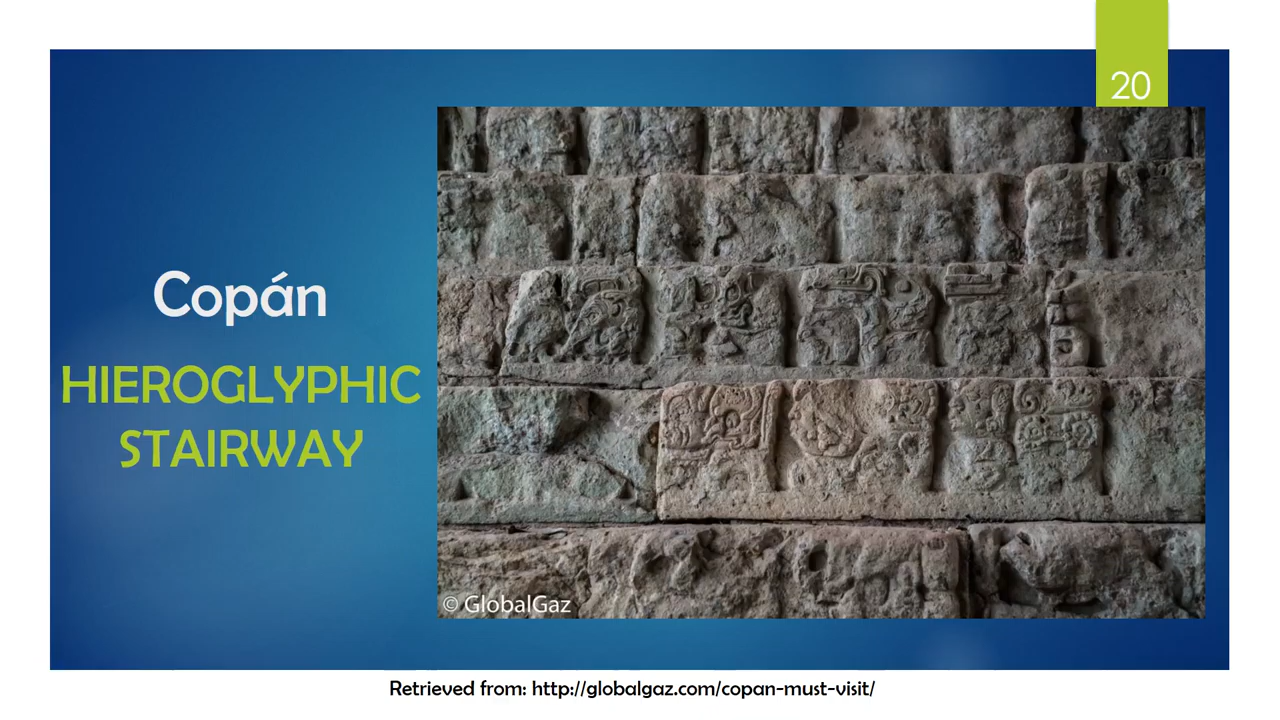 20
Copán
HIEROGLYPHIC
STAIRWAY
© GlobalGaz
Retrieved from: http://globalgaz.com/copan-must-visit/